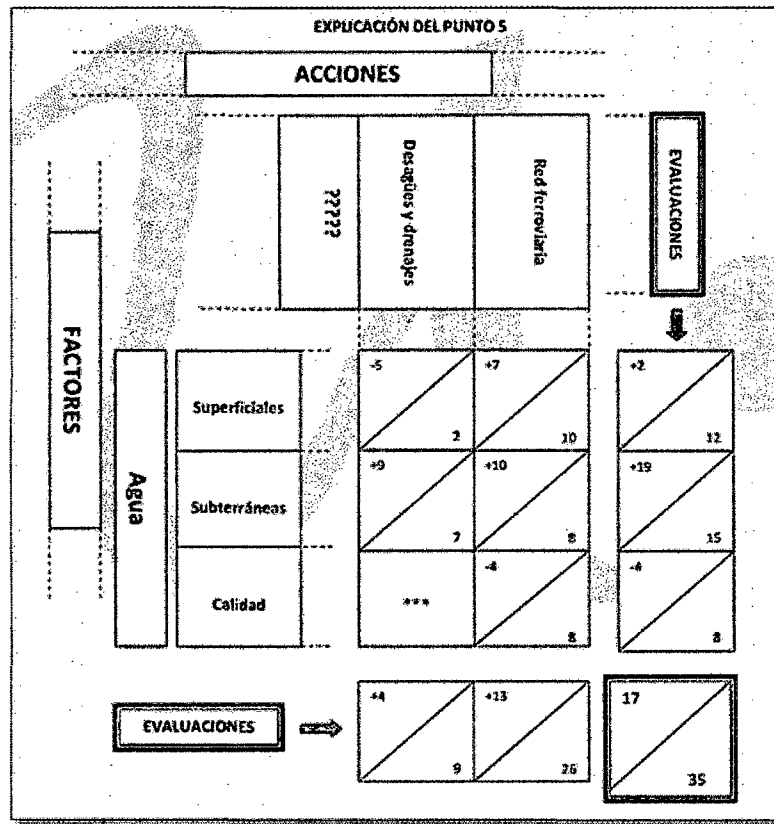 EXPLICACIÓN DEL PUNTO 5
ACCIONES
?????
Desagües y drenajes
Red ferroviaria
EVALUACIONES
FACTORES
Agua
Superficiales
-5
2
+7
10
+2
12
Subterráneas
+9
7
+10
8
+19
15
Calidad
***
-4
8
-4
8
EVALUACIONES
+4
9
+13
26
17
35